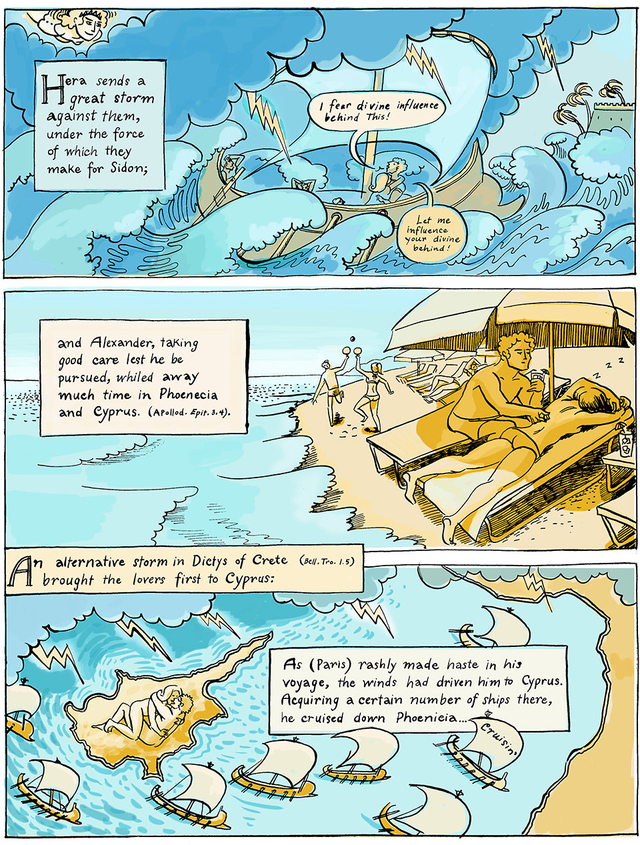 Hera sends a
great storm
against them,
under the force
of which they
make for Sidon;
I fear divine influence
behind This!
Let me
influence
your divine
behind!
and Alexander, taking
good care lest he be
pursued, whiled away
much time in Phoenecia
and Cyprus. (Apollod. Epit. 3.4).
z z z
An alternative storm in Dictys of Crete (Bell. Tro. 1.5)
brought the lovers first to Cyprus:
As (Paris) rashly made haste in his
voyage, the winds had driven him to Cyprus.
Acquiring a certain number of ships there,
he cruised down Phoenicia...
Cruisin'